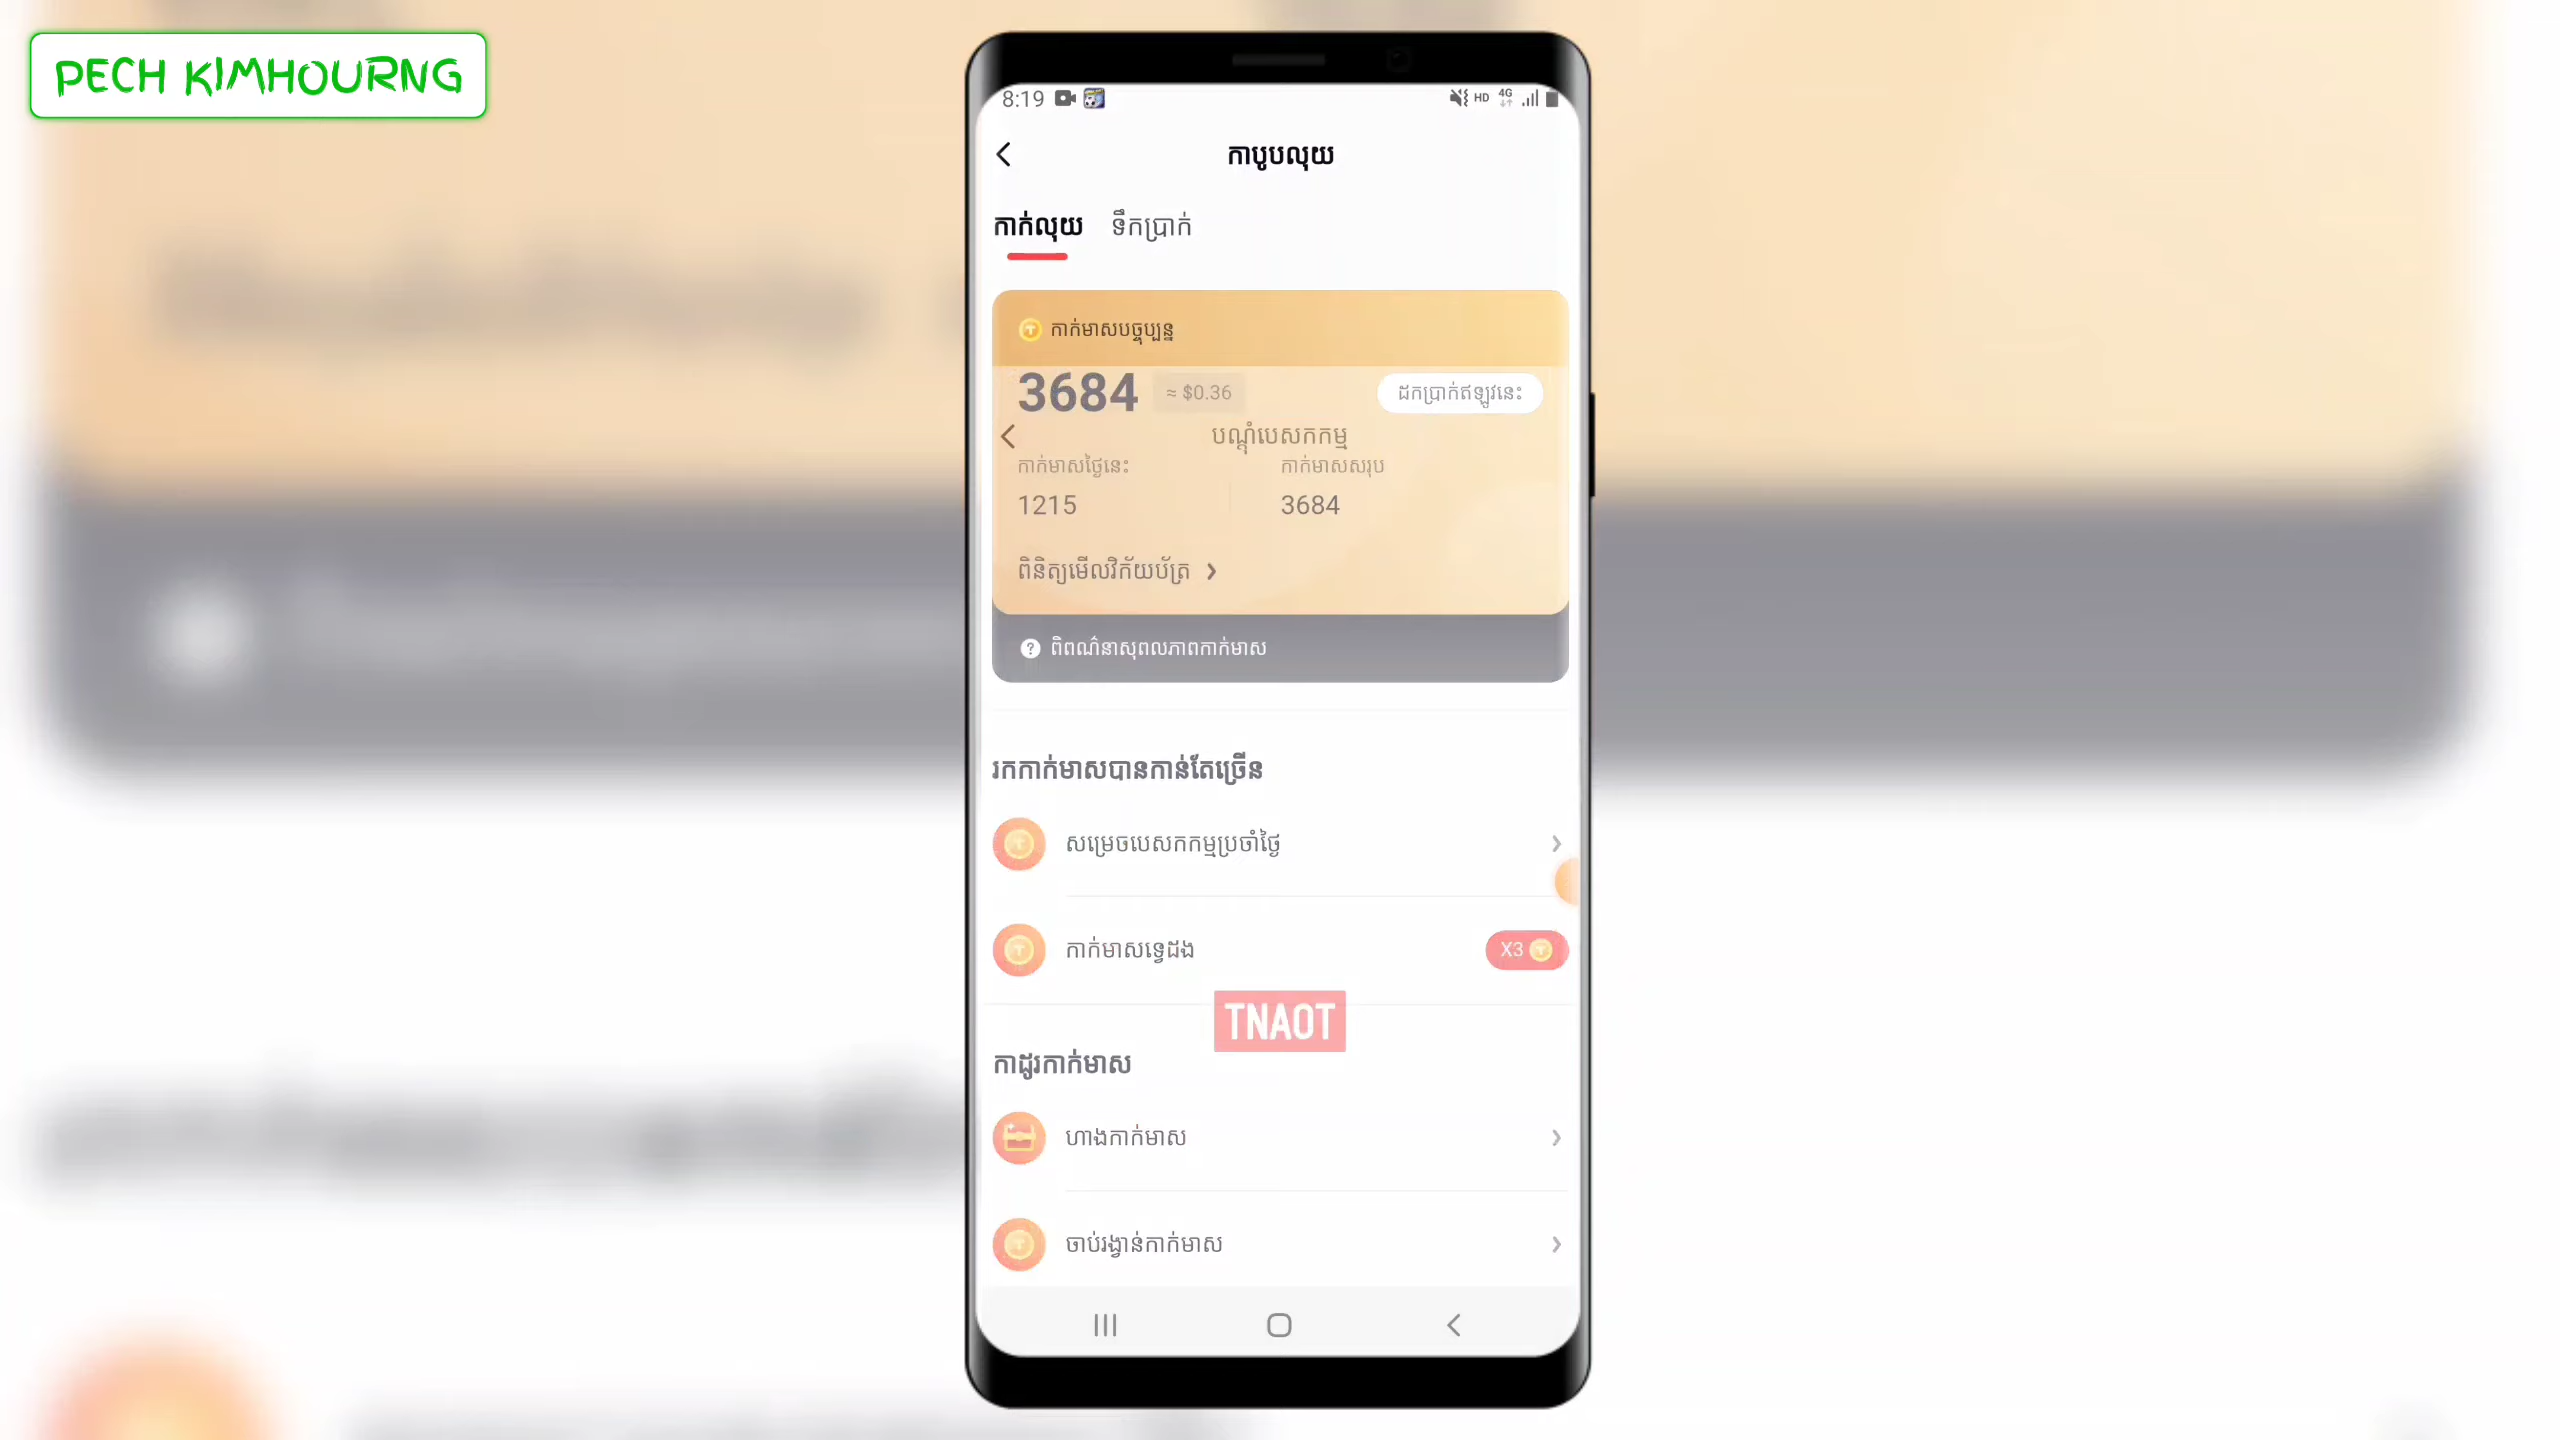 PECH KIMHOURNG
8:19
HD 4G
កាបូបលុយ
កាក់លុយ ទឹកប្រាក់
កាក់មាសបច្ចុប្បន្ន
3684 ≈ $0.36 ដកប្រាក់ឥឡូវនេះ
បណ្តុំបេសកកម្ម
កាក់មាសថ្ងៃនេះ កាក់មាសសរុប
1215 3684
ពិនិត្យមើលវិក័យប័ត្រ
? ពិពណ៌នាសុពលភាពកាក់មាស
រកកាក់មាសបានកាន់តែច្រើន
សម្រេចបេសកកម្មប្រចាំថ្ងៃ
កាក់មាសទ្វេដង X3
TNAOT
កាដូរកាក់មាស
ហាងកាក់មាស
ចាប់រង្វាន់កាក់មាស